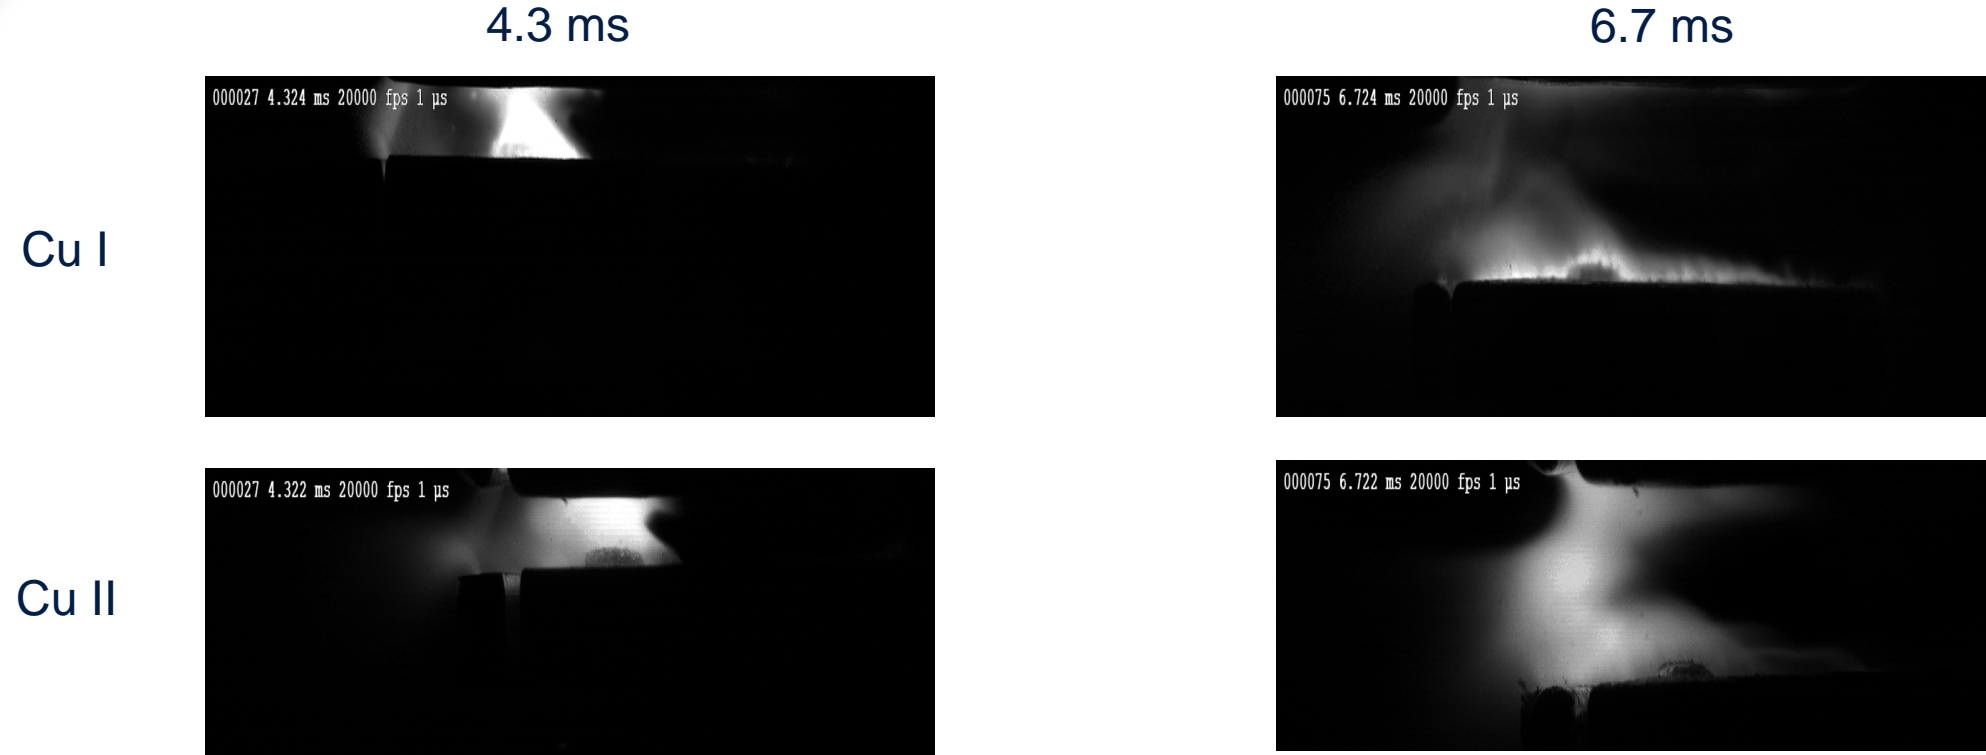 4.3 ms
6.7 ms
000027 4.324 ms 20000 fps 1 µs
000075 6.724 ms 20000 fps 1 µs
Cu I
000027 4.322 ms 20000 fps 1 µs
000075 6.722 ms 20000 fps 1 µs
Cu II